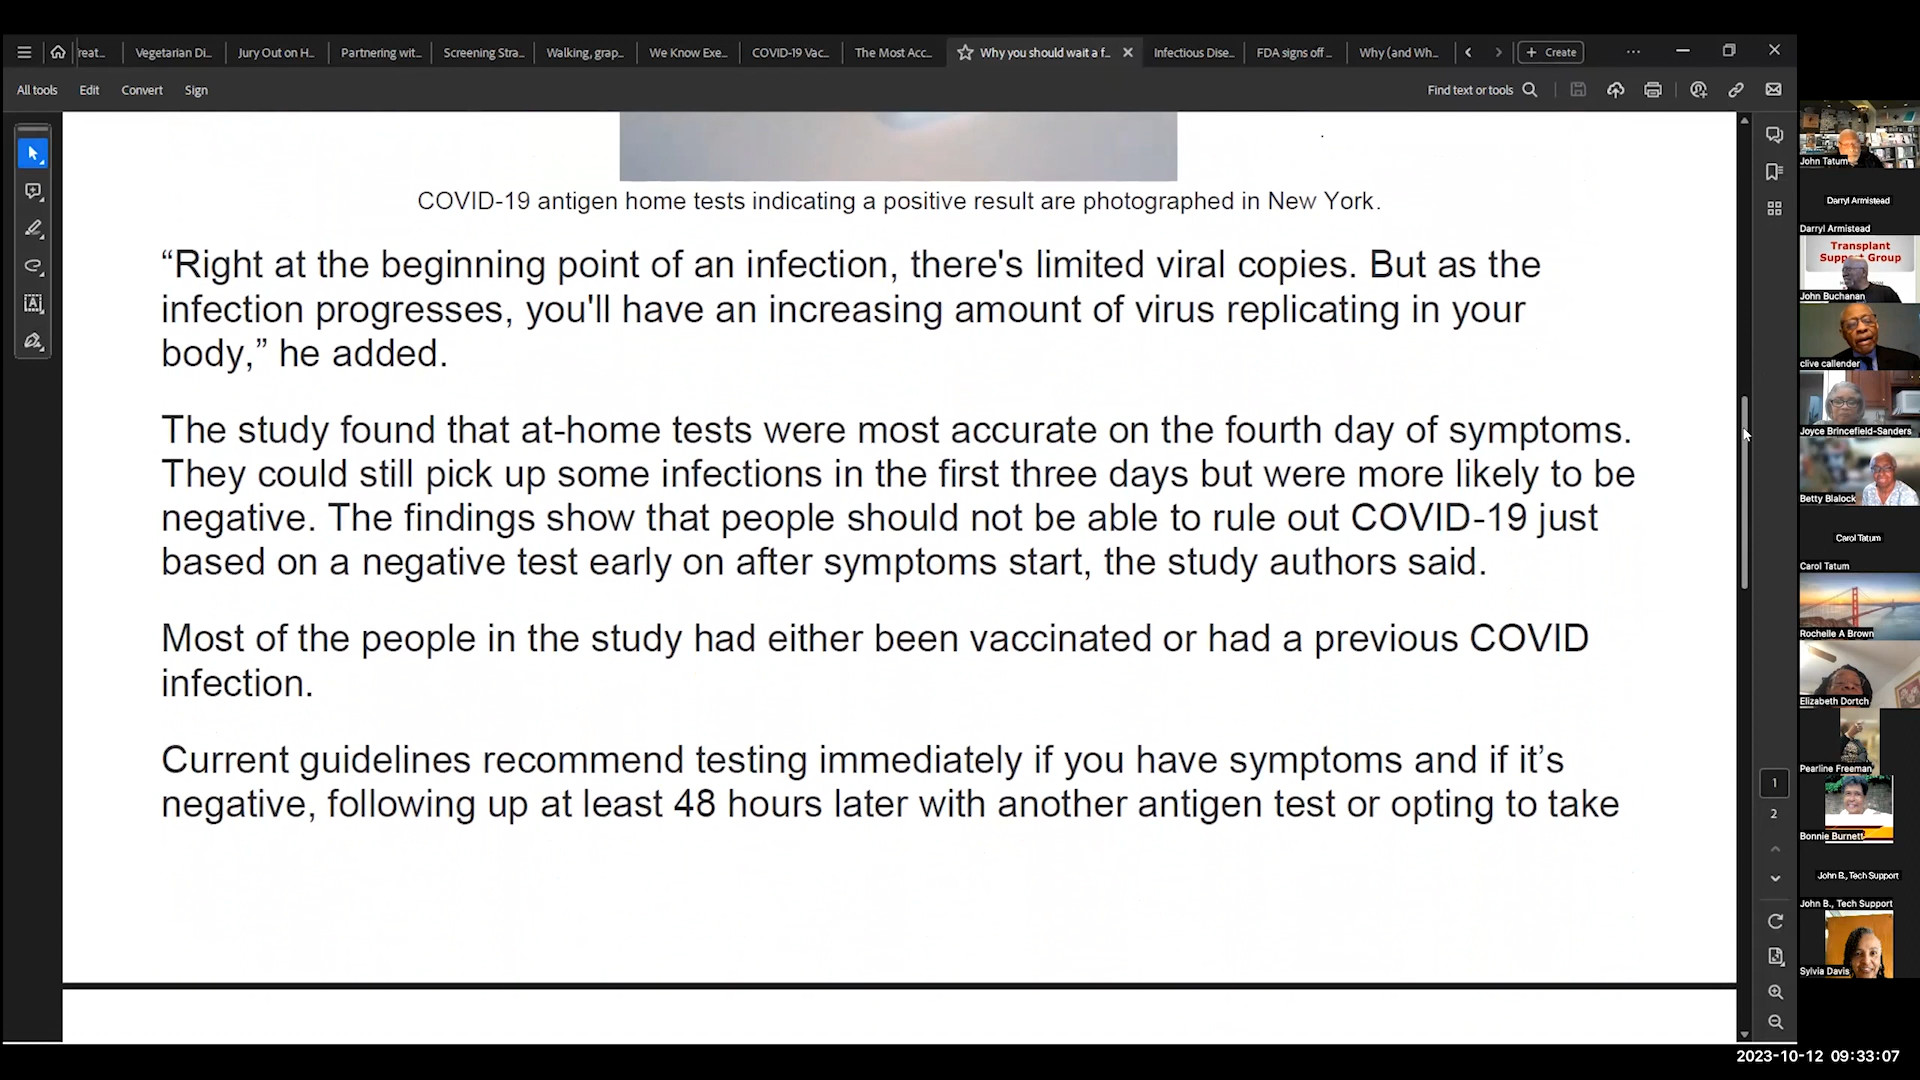 reat...
Vegetarian Di...
Jury Out on H...
Partnering wit...
Screening Stra...
Walking, grap...
We Know Exe...
COVID-19 Vac...
The Most Acc...
Why you should wait a f...
Infectious Dise...
FDA signs off ...
Why (and Wh...
Create
All tools
Edit
Convert
Sign
Find text or tools
COVID-19 antigen home tests indicating a positive result are photographed in New York.
“Right at the beginning point of an infection, there's limited viral copies. But as the
infection progresses, you'll have an increasing amount of virus replicating in your
body,” he added.
The study found that at-home tests were most accurate on the fourth day of symptoms.
They could still pick up some infections in the first three days but were more likely to be
negative. The findings show that people should not be able to rule out COVID-19 just
based on a negative test early on after symptoms start, the study authors said.
Most of the people in the study had either been vaccinated or had a previous COVID
infection.
Current guidelines recommend testing immediately if you have symptoms and if it’s
negative, following up at least 48 hours later with another antigen test or opting to take
1
2
John Tatum
Darryl Armistead
Darryl Armistead
Transplant
Support Group
John Buchanan
clive callender
Joyce Brincefield-Sanders
Betty Blalock
Carol Tatum
Carol Tatum
Rochelle A Brown
Elizabeth Dortch
Pearline Freeman
Bonnie Burnett
John B., Tech Support
John B., Tech Support
Sylvia Davis
2023-10-12 09:33:07